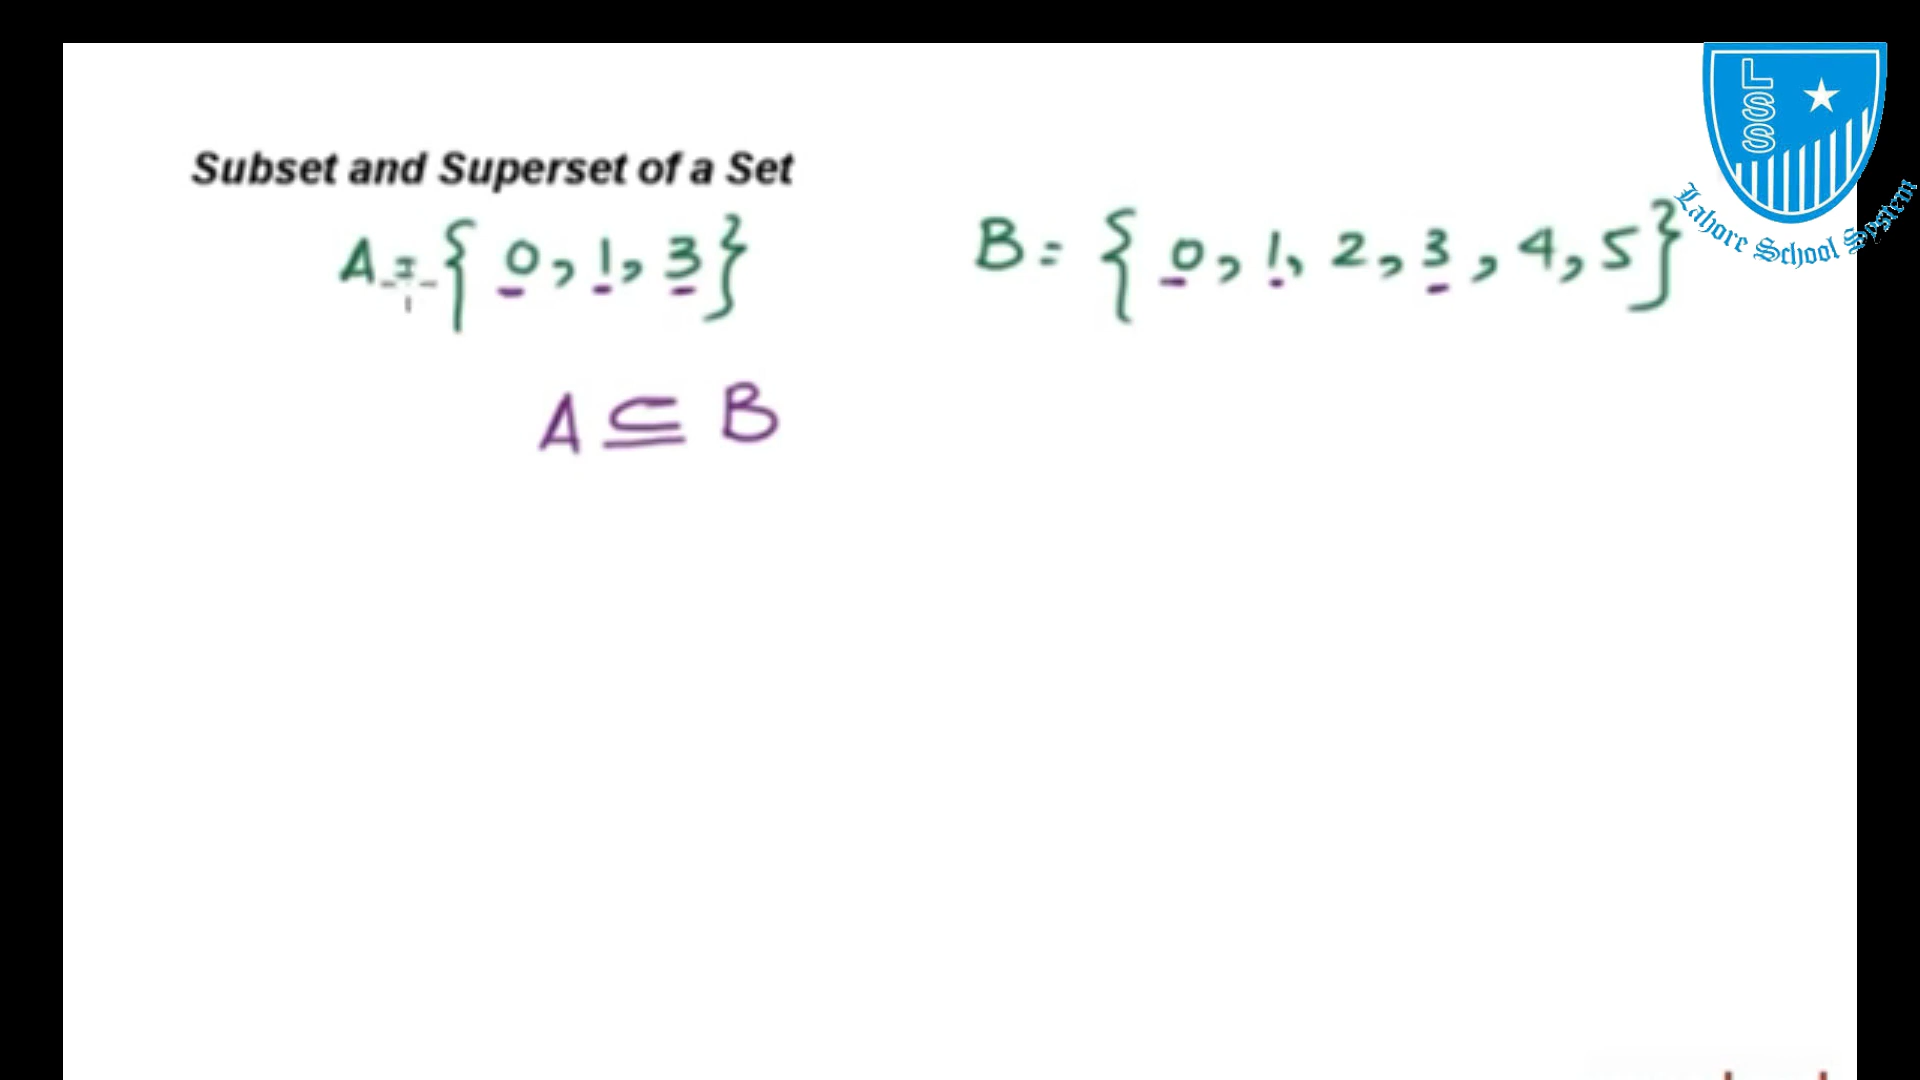 LSS
Lahore School System
Subset and Superset of a Set
A = { 0, 1, 3 }
B = { 0, 1, 2, 3, 4, 5 }
A ⊆ B